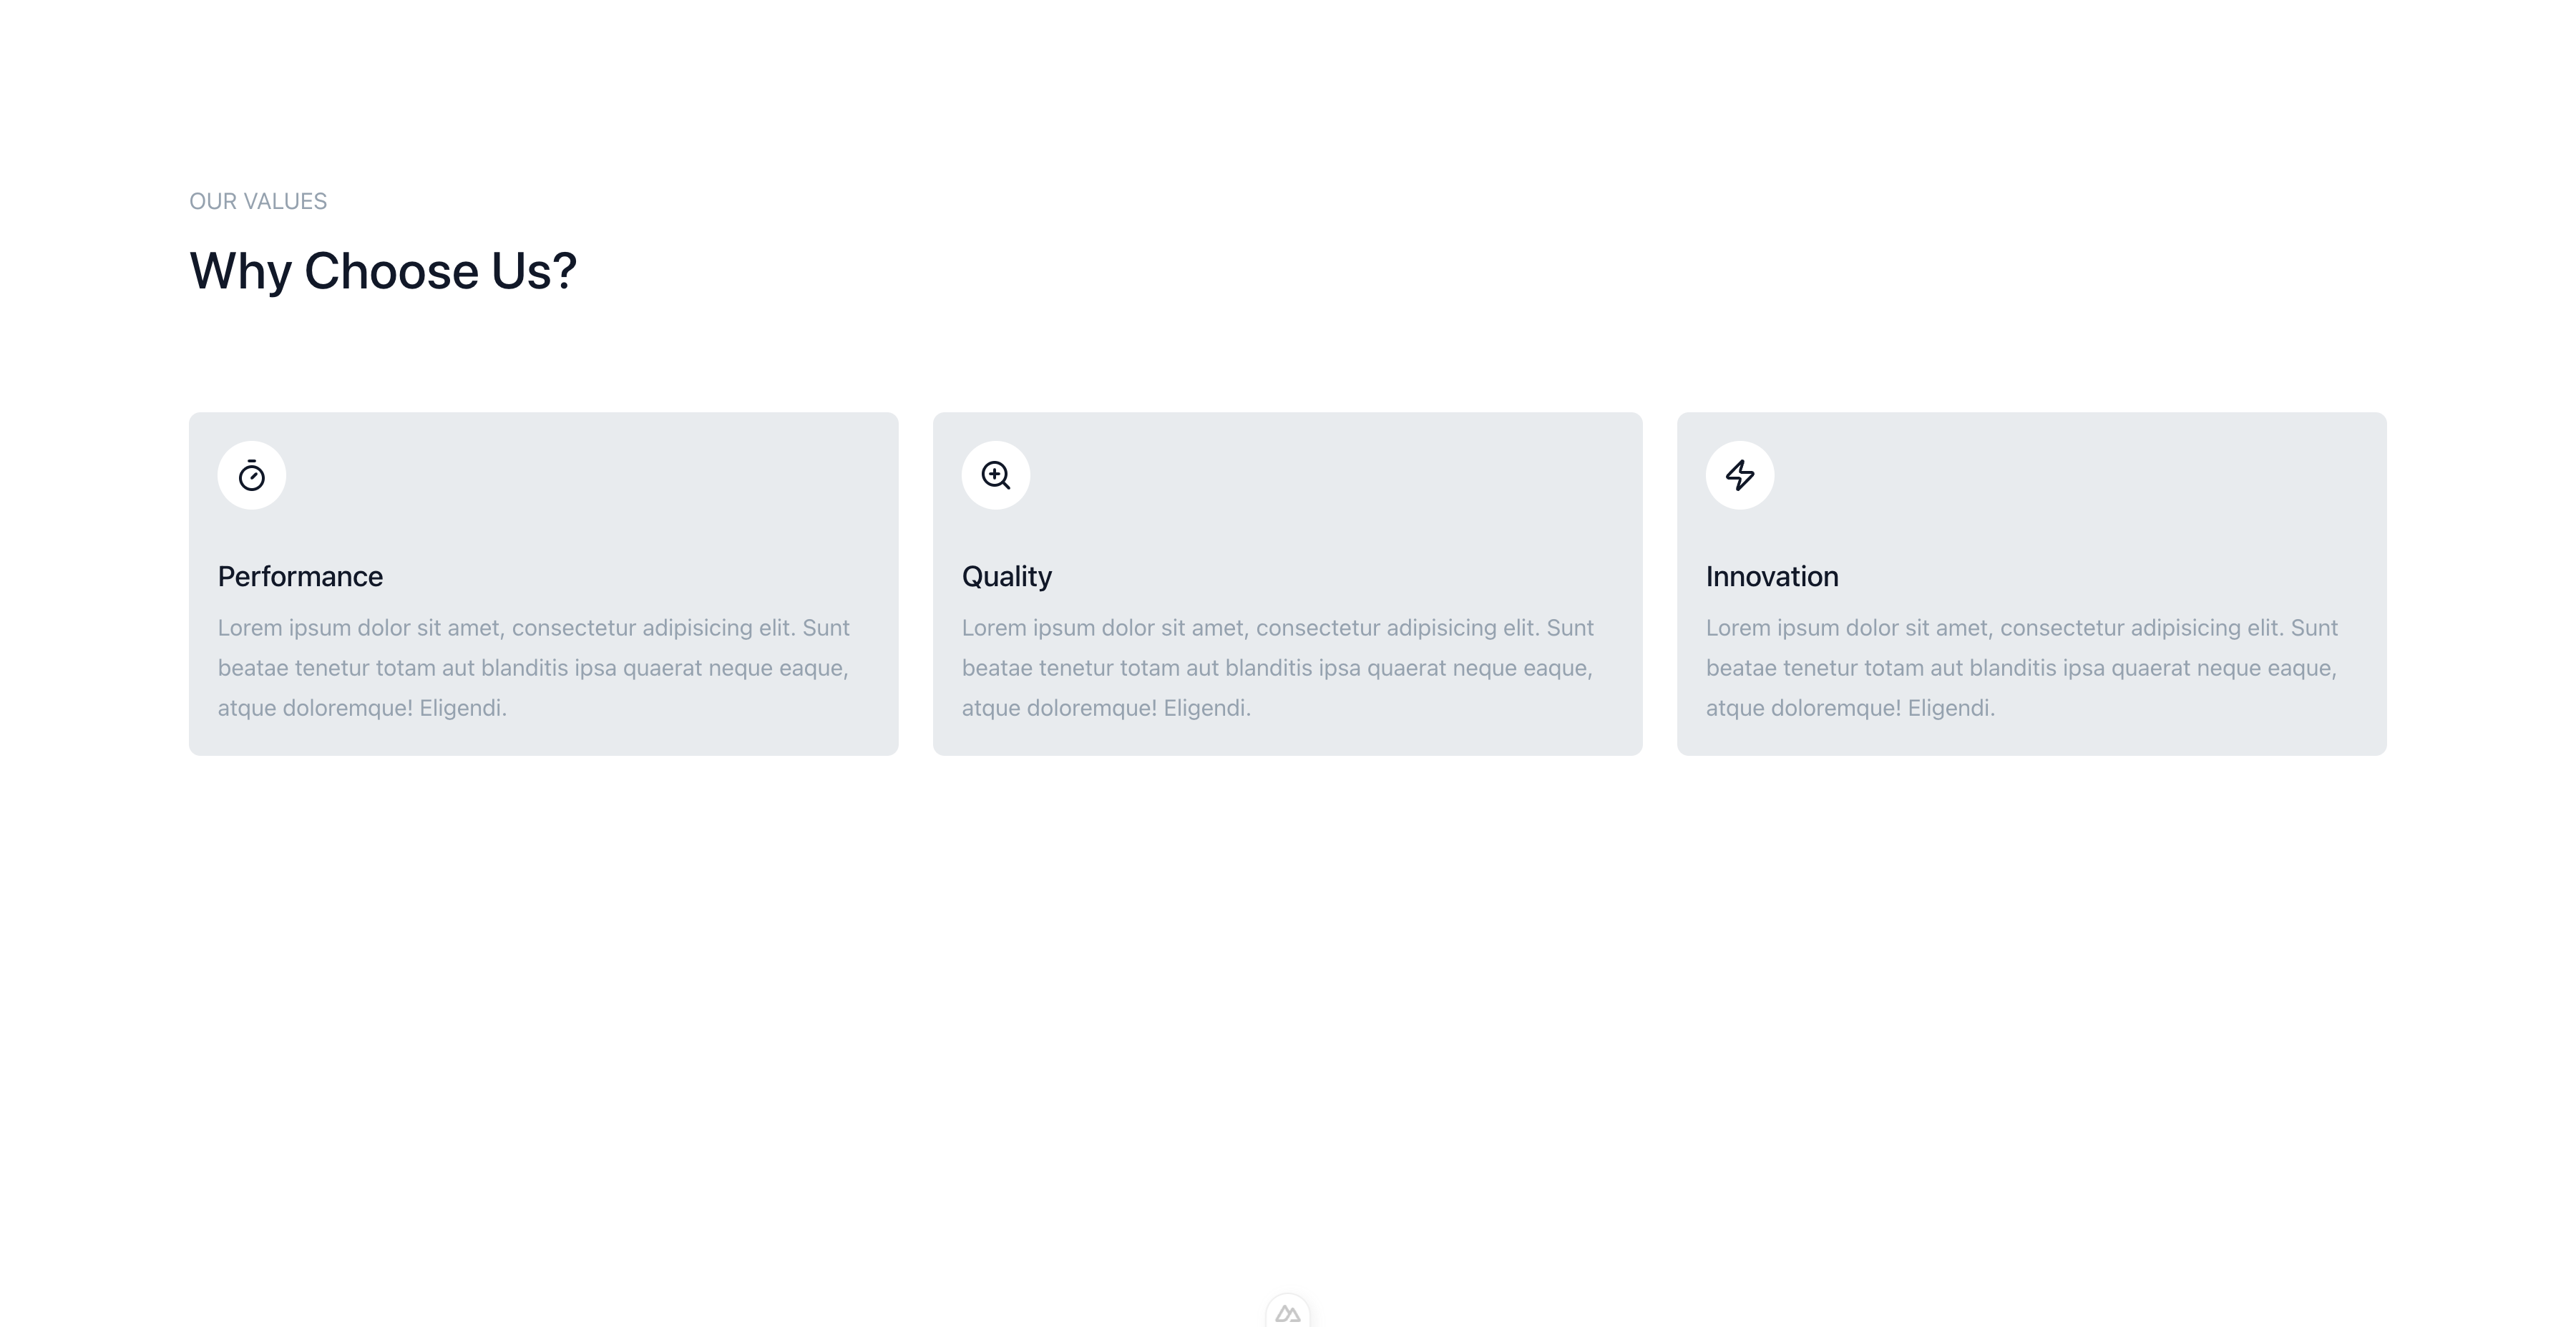 OUR VALUES
Why Choose Us?
Performance
Lorem ipsum dolor sit amet, consectetur adipisicing elit. Sunt
beatae tenetur totam aut blanditis ipsa quaerat neque eaque,
atque doloremque! Eligendi.
Quality
Lorem ipsum dolor sit amet, consectetur adipisicing elit. Sunt
beatae tenetur totam aut blanditis ipsa quaerat neque eaque,
atque doloremque! Eligendi.
Innovation
Lorem ipsum dolor sit amet, consectetur adipisicing elit. Sunt
beatae tenetur totam aut blanditis ipsa quaerat neque eaque,
atque doloremque! Eligendi.